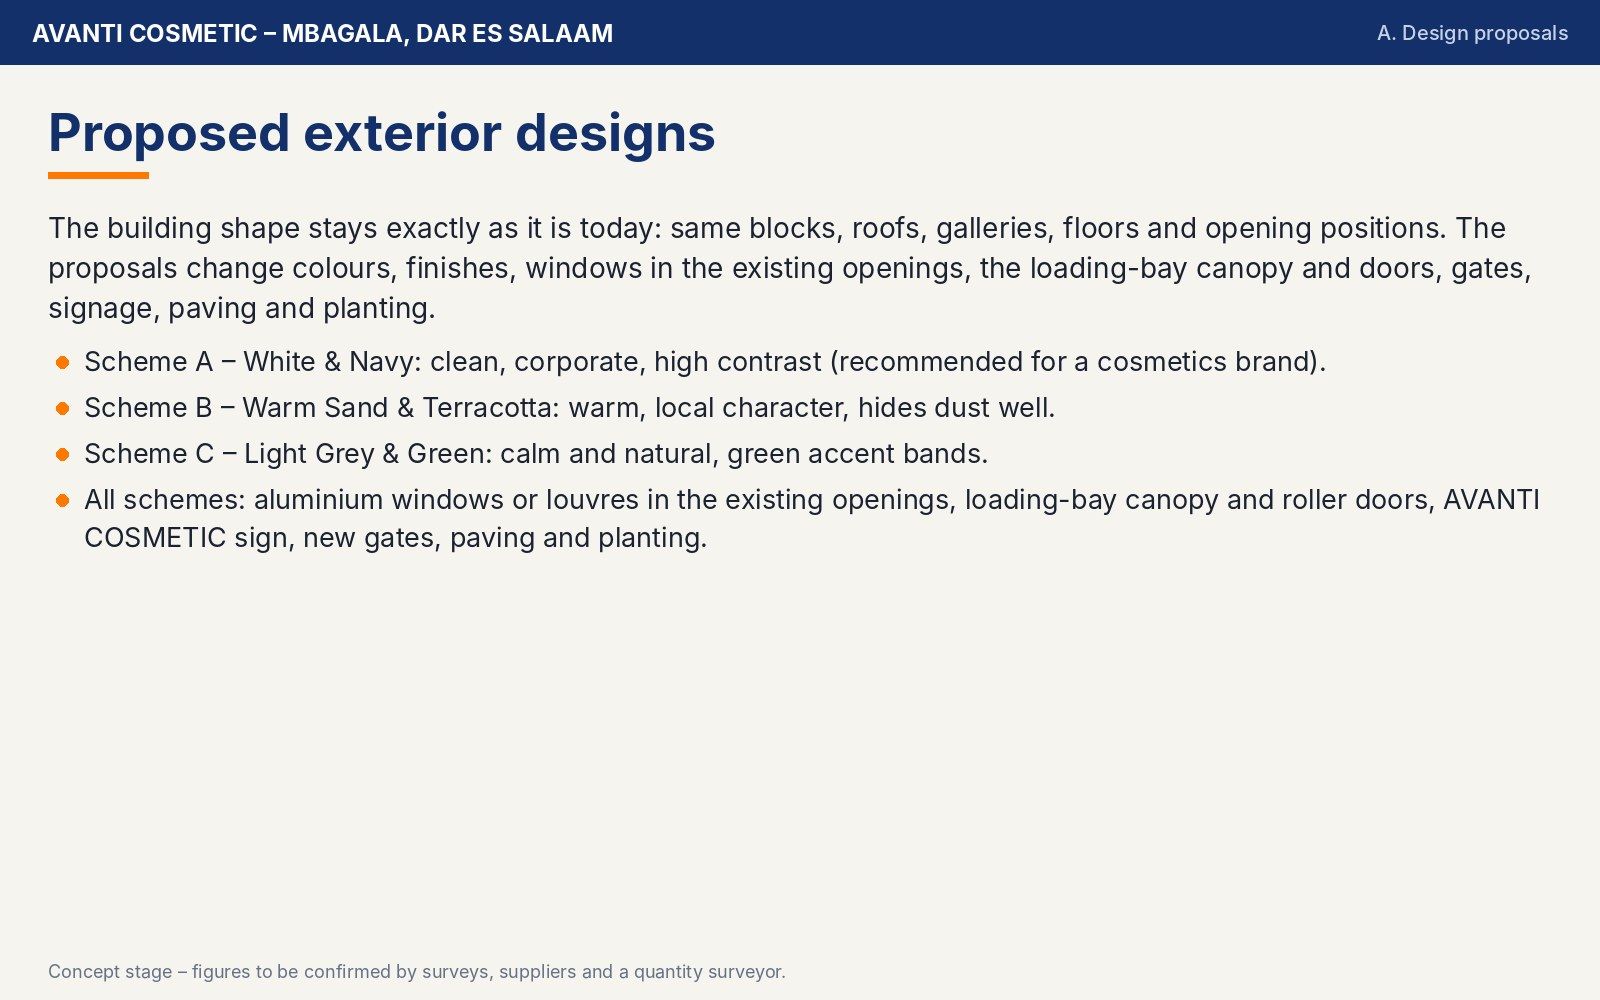 AVANTI COSMETIC – MBAGALA, DAR ES SALAAM
A. Design proposals
Proposed exterior designs
The building shape stays exactly as it is today: same blocks, roofs, galleries, floors and opening positions. The
proposals change colours, finishes, windows in the existing openings, the loading-bay canopy and doors, gates,
signage, paving and planting.
Scheme A – White & Navy: clean, corporate, high contrast (recommended for a cosmetics brand).
Scheme B – Warm Sand & Terracotta: warm, local character, hides dust well.
Scheme C – Light Grey & Green: calm and natural, green accent bands.
All schemes: aluminium windows or louvres in the existing openings, loading-bay canopy and roller doors, AVANTI
COSMETIC sign, new gates, paving and planting.
Concept stage – figures to be confirmed by surveys, suppliers and a quantity surveyor.